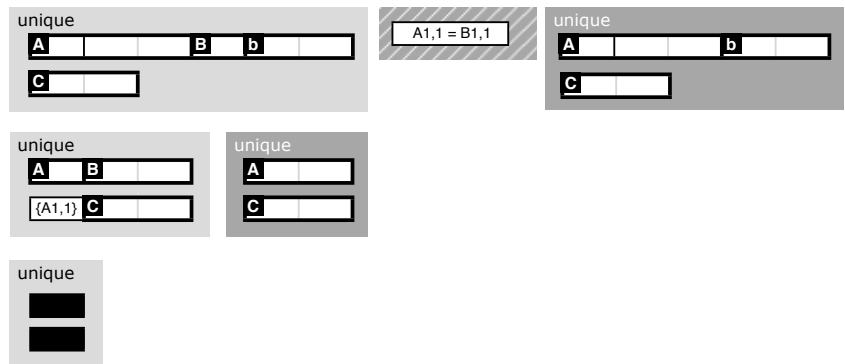 unique
A B b
C
A1,1 = B1,1
unique
A b
C
unique
A B
{A1,1} C
unique
A
C
unique